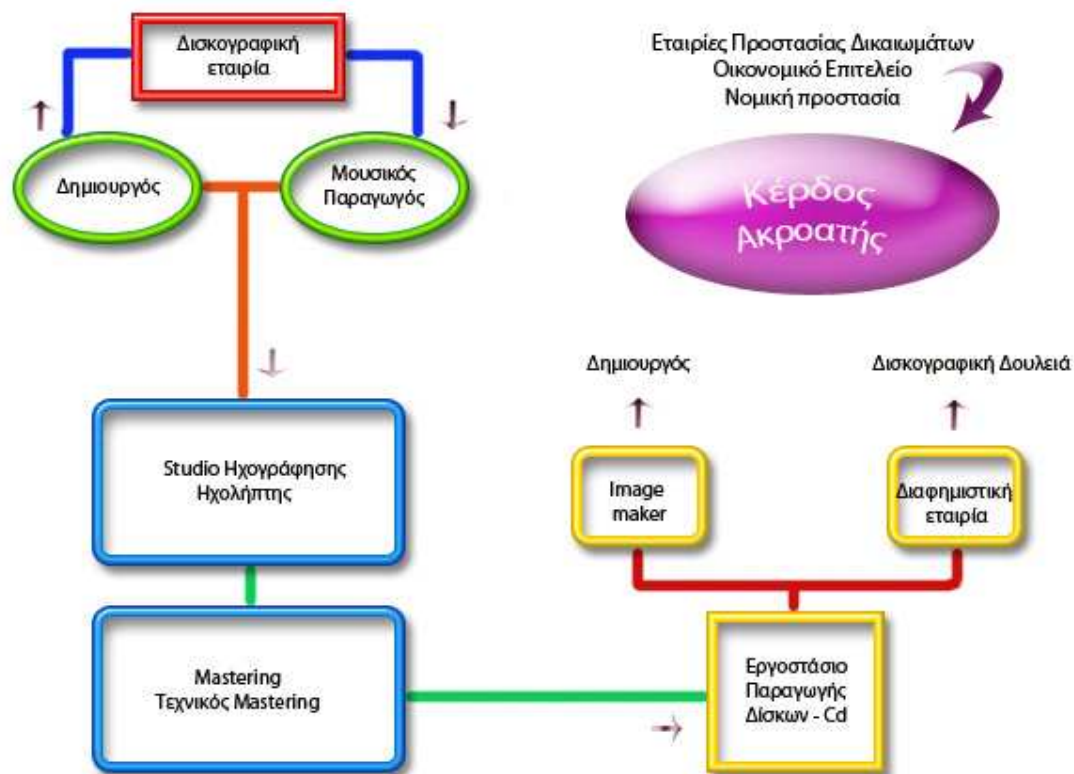 Δισκογραφική
εταιρία
Δημιουργός
Μουσικός
Παραγωγός
Εταιρίες Προστασίας Δικαιωμάτων
Οικονομικό Επιτελείο
Νομική προστασία
Κέρδος
Ακροατής
Studio Ηχογράφησης
Ηχολήπτης
Mastering
Τεχνικός Mastering
Δημιουργός
Δισκογραφική Δουλειά
Image
maker
Διαφημιστική
εταιρία
Εργοστάσιο
Παραγωγής
Δίσκων - Cd